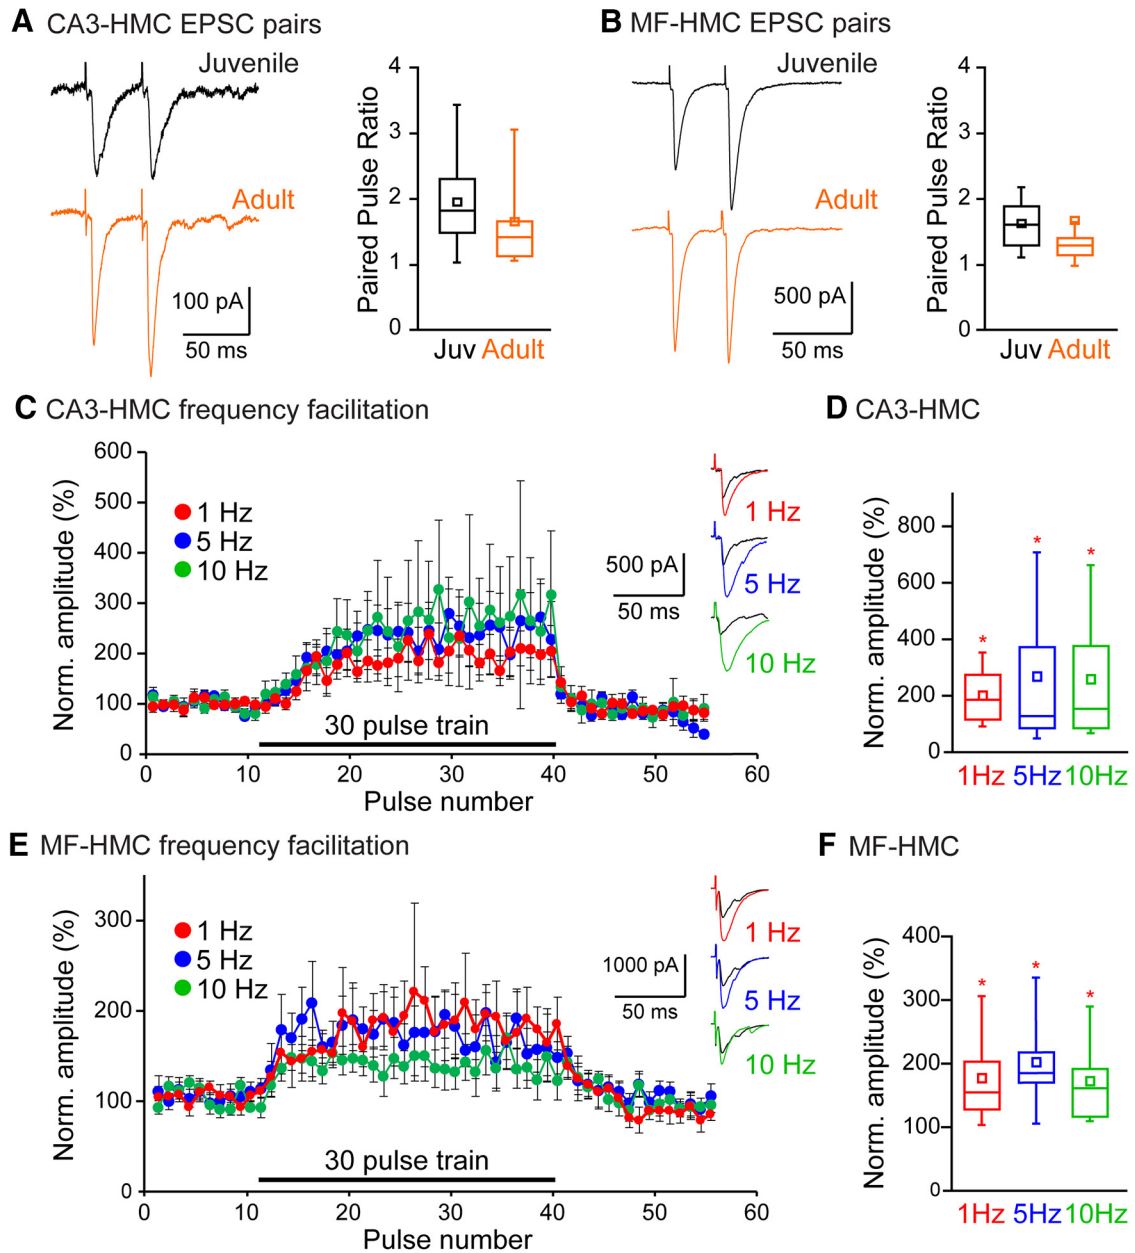 A CA3-HMC EPSC pairs
Juvenile
Adult
100 pA
50 ms
Paired Pulse Ratio
4
3
2
1
0
Juv Adult
B MF-HMC EPSC pairs
Juvenile
Adult
500 pA
50 ms
Paired Pulse Ratio
4
3
2
1
0
Juv Adult
C CA3-HMC frequency facilitation
Norm. amplitude (%)
600
500
400
300
200
100
0
1 Hz
5 Hz
10 Hz
30 pulse train
0 10 20 30 40 50 60
Pulse number
500 pA
50 ms
1 Hz
5 Hz
10 Hz
D CA3-HMC
Norm. amplitude (%)
800
600
400
200
0
* * *
1Hz 5Hz 10Hz
E MF-HMC frequency facilitation
Norm. amplitude (%)
300
200
100
0
1 Hz
5 Hz
10 Hz
30 pulse train
0 10 20 30 40 50 60
Pulse number
1000 pA
50 ms
1 Hz
5 Hz
10 Hz
F MF-HMC
Norm. amplitude (%)
400
300
200
100
0
* * *
1Hz 5Hz 10Hz